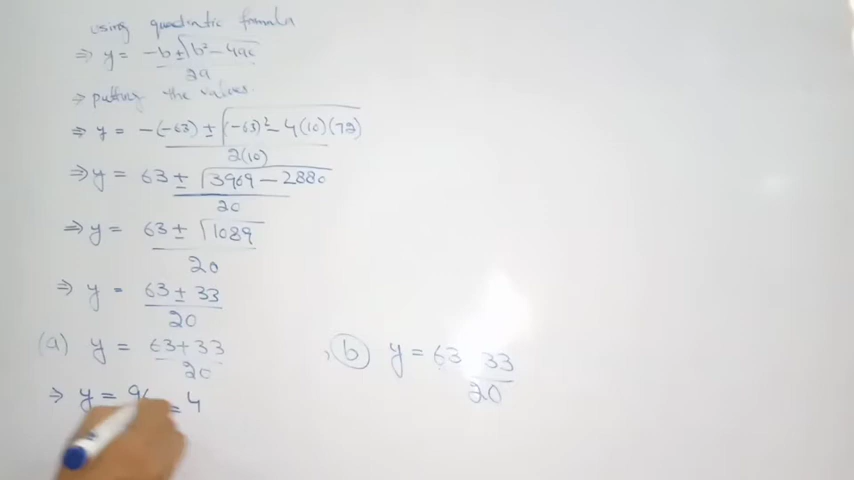 using quadratic formula
⇒ y = -b ± √b² - 4ac / 2a
⇒ putting the values.
⇒ y = -(-63) ± √(-63)² - 4(10)(72) / 2(10)
⇒ y = 63 ± √3969 - 2880 / 20
⇒ y = 63 ± √1089 / 20
⇒ y = 63 ± 33 / 20
(a) y = 63 + 33 / 20
⇒ y = 96 = 4
(b) y = 63 33 / 20